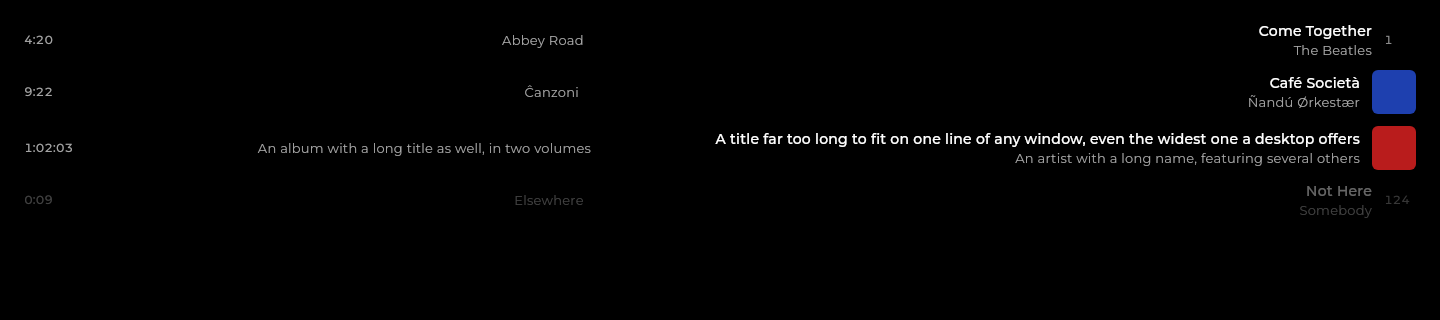 4:20 Abbey Road Come Together 1
The Beatles
9:22 Ĉanzoni Café Società
Ñandú Ørkestær
1:02:03 An album with a long title as well, in two volumes A title far too long to fit on one line of any window, even the widest one a desktop offers
An artist with a long name, featuring several others
0:09 Elsewhere Not Here 124
Somebody